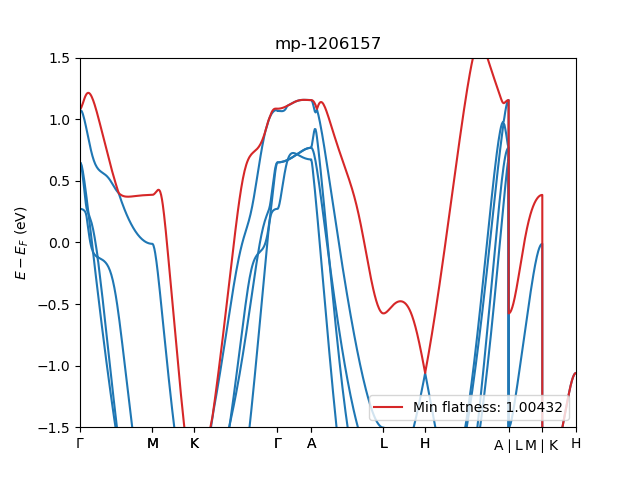 mp-1206157
E − E_F (eV)
1.5
1.0
0.5
0.0
−0.5
−1.0
−1.5
Min flatness: 1.00432
Γ M K Γ A L H A | L M | K H